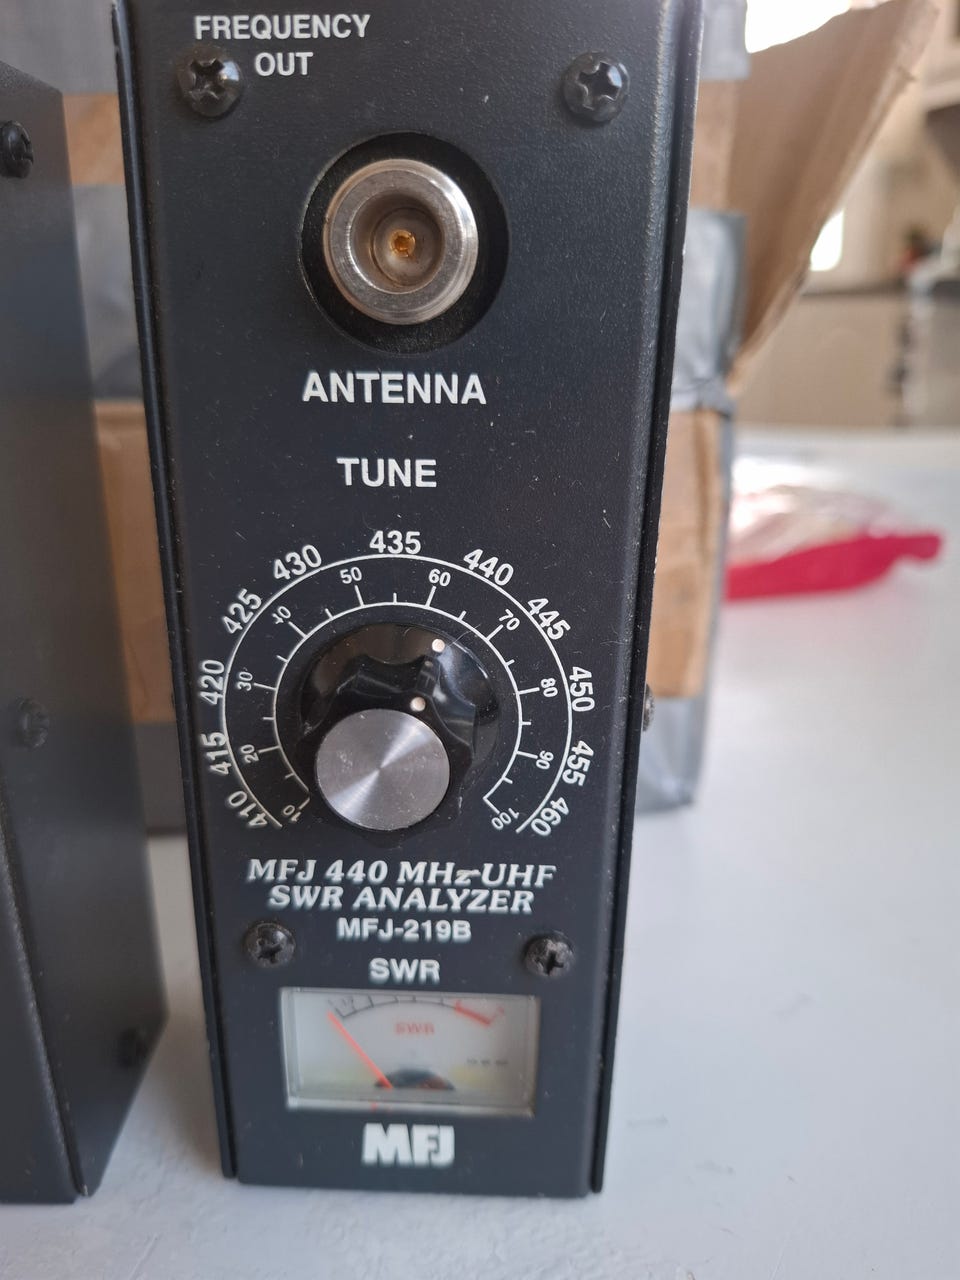 FREQUENCY
OUT
ANTENNA
TUNE
410 415 420 425 430 435 440 445 450 455 460
10 20 30 40 50 60 70 80 90 100
MFJ 440 MHz UHF
SWR ANALYZER
MFJ-219B
SWR
SWR
MFJ